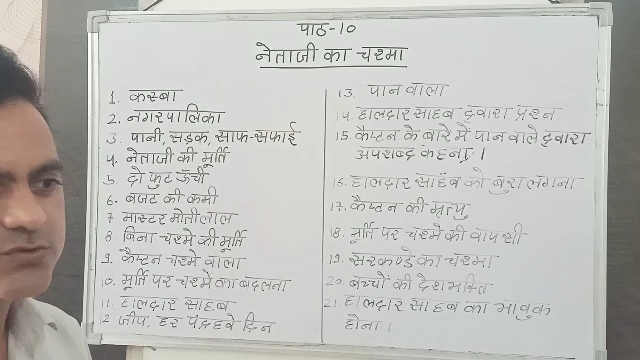 पाठ-10
नेताजी का चश्मा
1. कस्बा
2. नगरपालिका
3. पानी, सड़क, साफ-सफाई
4. नेताजी की मूर्ति
5. दो फुट ऊँची
6. बजट की कमी
7 मास्टर मोतीलाल
8 बिना चश्मे की मूर्ति
9. कैप्टन चश्मे वाला
10. मूर्ति पर चश्मे का बदलना
11. हालदार साहब
12 जीप, हर पंद्रहवे दिन
13. पान वाला
14. हालदार साहब द्वारा प्रश्न
15. कैप्टन के बारे में पान वाले द्वारा
अपशब्द कहना।
16. हालदार साहब को बुरा लगना
17. कैप्टन की मृत्यु
18. मूर्ति पर चश्मे की वापसी
19. सरकण्डे का चश्मा
20. बच्चों की देशभक्ति
21. हालदार साहब का भावुक
होना।